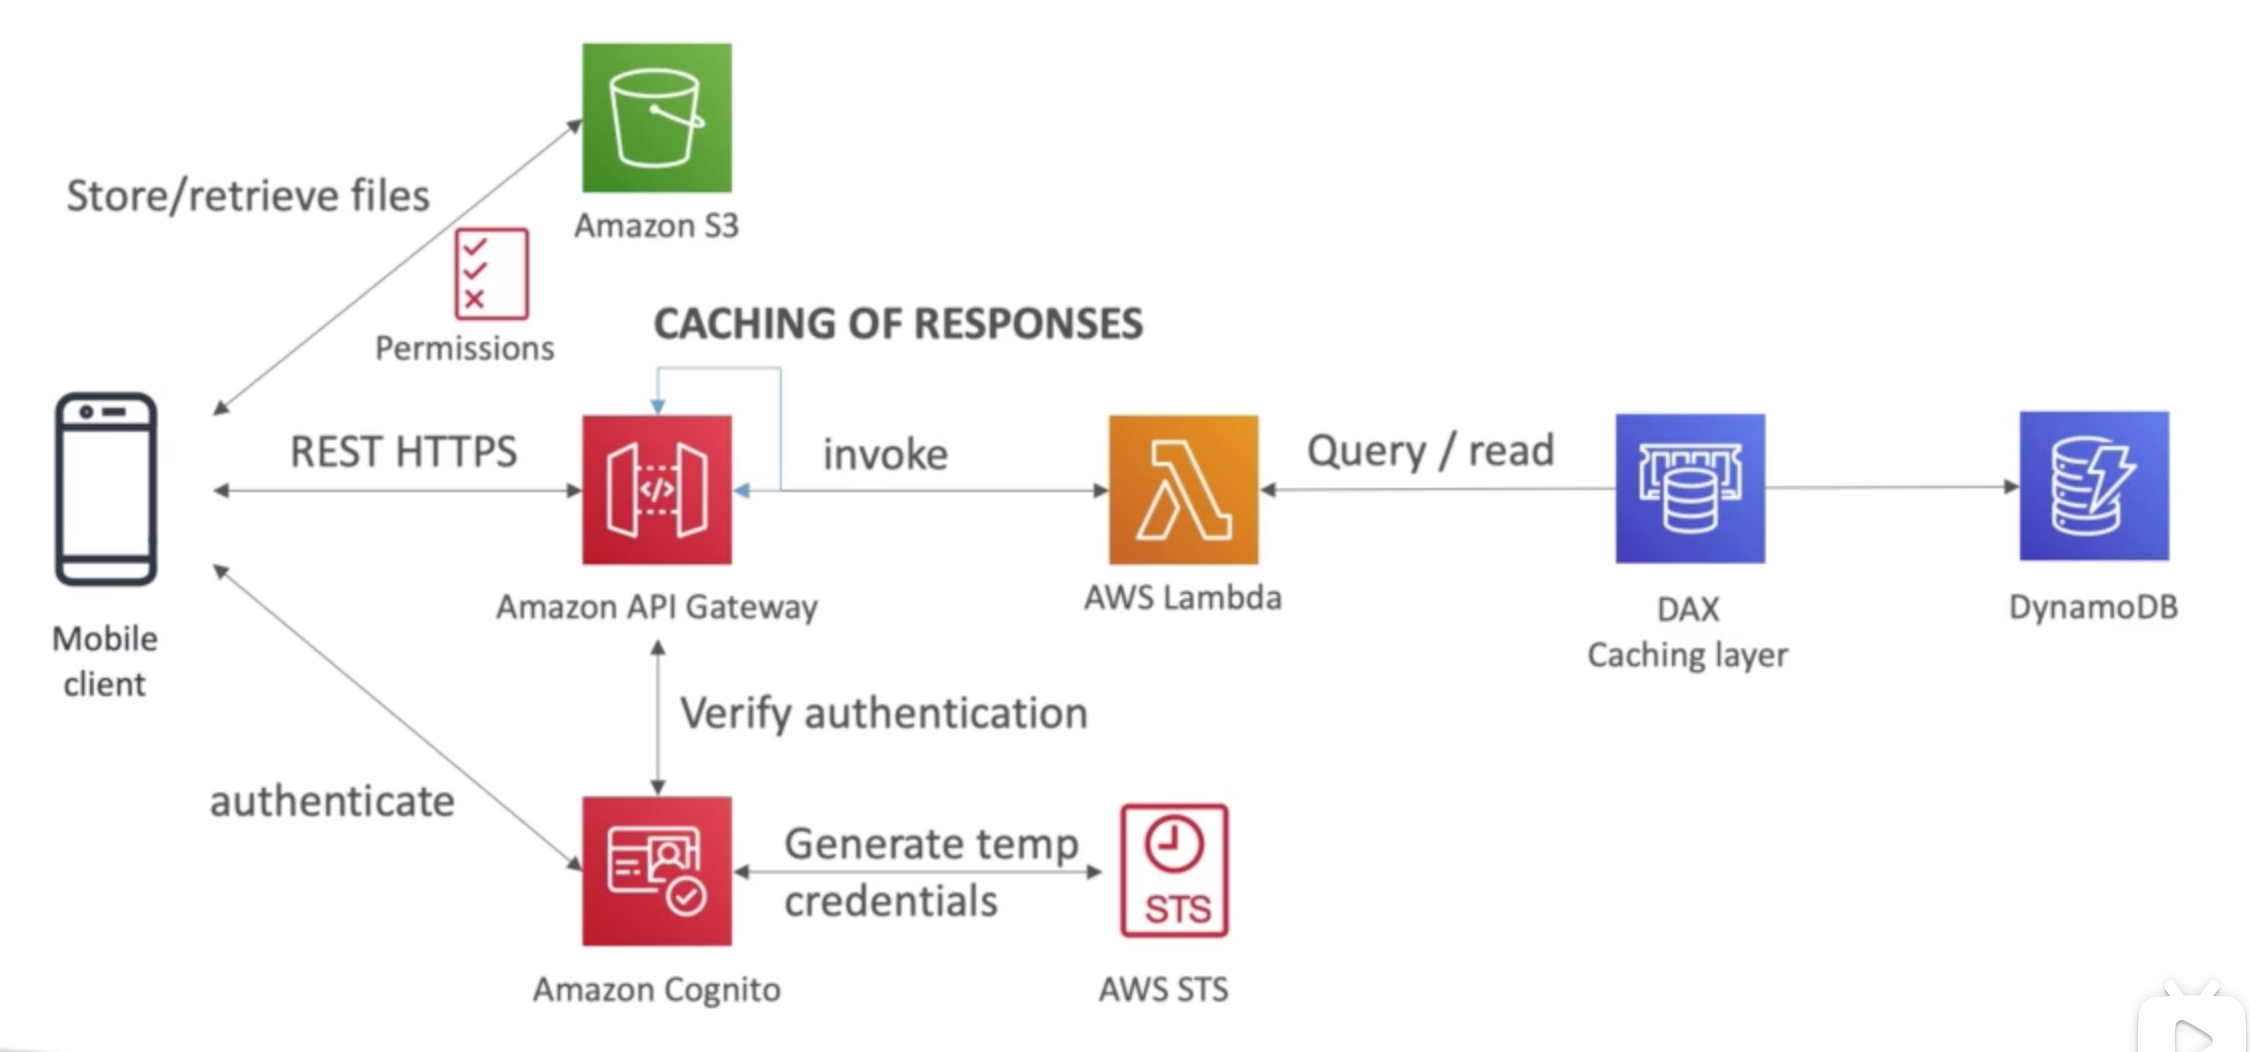 Store/retrieve files
Amazon S3
Permissions
CACHING OF RESPONSES
REST HTTPS
</>
invoke
Query / read
Amazon API Gateway
AWS Lambda
DAX
Caching layer
DynamoDB
Mobile
client
Verify authentication
authenticate
Generate temp
credentials
STS
Amazon Cognito
AWS STS